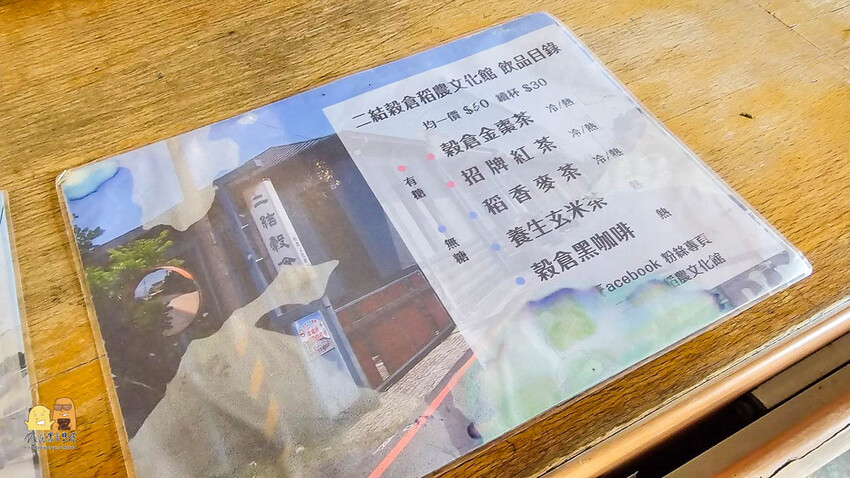 二結穀倉稻農文化館 飲品目錄
均一價 $50 續杯 $30
穀倉金棗茶 冷/熱
招牌紅茶 冷/熱
稻香麥茶 冷/熱
養生玄米茶 熱
穀倉黑咖啡 熱
有糖
無糖
Facebook 粉絲專頁
稻農文化館
二結穀倉